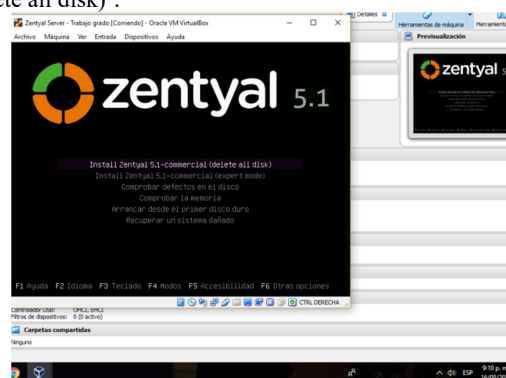 ete all disk)".
Zentyal Server - Trabajo grado [Corriendo] - Oracle VM VirtualBox
Archivo Máquina Ver Entrada Dispositivos Ayuda
Detalles
Herramientas de máquina
Previsualización
zentyal 5.1
zentyal
Install Zentyal 5.1-commercial (delete all disk)
Install Zentyal 5.1-commercial (expert mode)
Comprobar defectos en el disco
Comprobar la memoria
Arrancar desde el primer disco duro
Recuperar un sistema dañado
F1 Ayuda F2 Idioma F3 Teclado F4 Modos F5 Accesibilidad F6 Otras opciones
CTRL DERECHA
Controlador USB: OHCI, EHCI
Filtros de dispositivos: 0 (0 activo)
Carpetas compartidas
Ninguno
ESP
9:10 p. m.